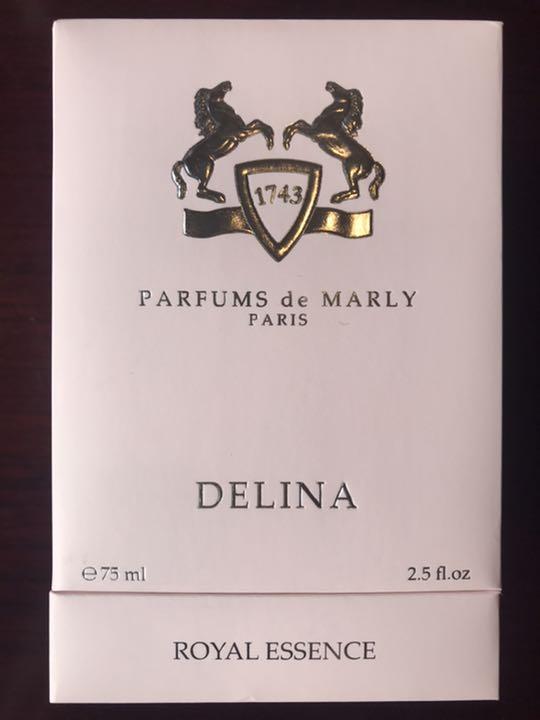 1743
PARFUMS de MARLY
PARIS
DELINA
℮75 ml 2.5 fl.oz
ROYAL ESSENCE